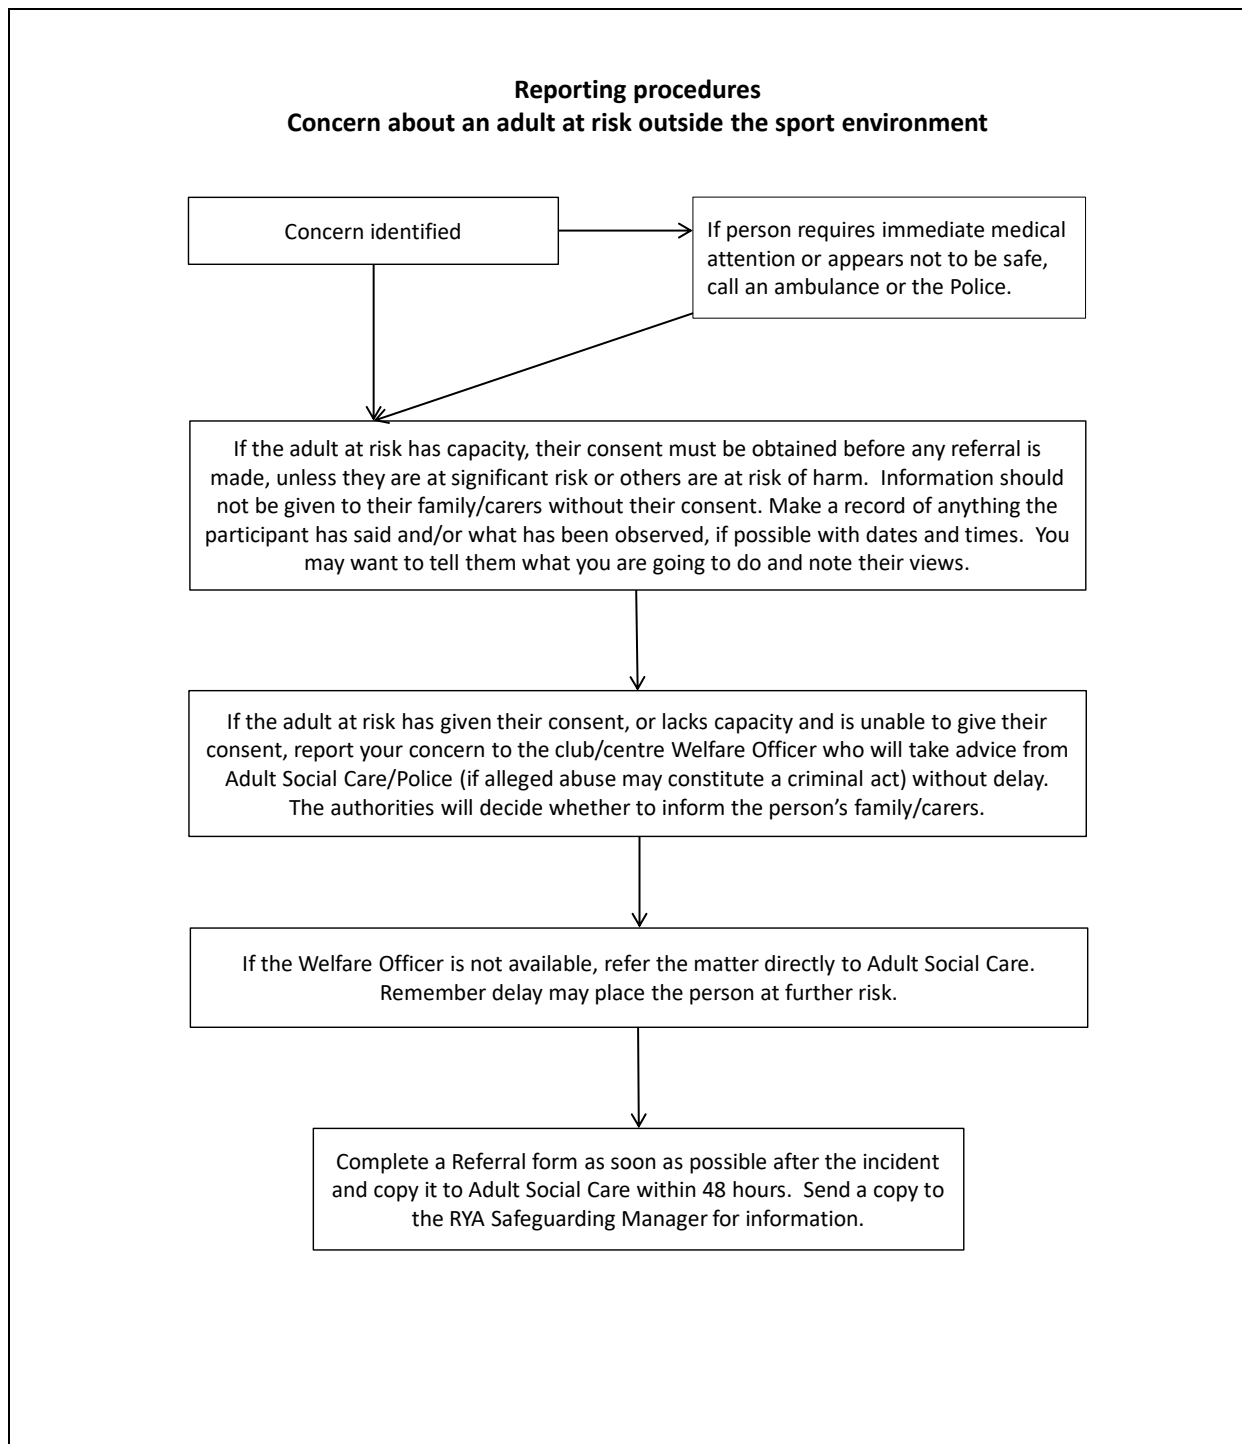 Reporting procedures
Concern about an adult at risk outside the sport environment
Concern identified
If person requires immediate medical
attention or appears not to be safe,
call an ambulance or the Police.
If the adult at risk has capacity, their consent must be obtained before any referral is
made, unless they are at significant risk or others are at risk of harm.  Information should
not be given to their family/carers without their consent. Make a record of anything the
participant has said and/or what has been observed, if possible with dates and times.  You
may want to tell them what you are going to do and note their views.
If the adult at risk has given their consent, or lacks capacity and is unable to give their
consent, report your concern to the club/centre Welfare Officer who will take advice from
Adult Social Care/Police (if alleged abuse may constitute a criminal act) without delay.
The authorities will decide whether to inform the person’s family/carers.
If the Welfare Officer is not available, refer the matter directly to Adult Social Care.
Remember delay may place the person at further risk.
Complete a Referral form as soon as possible after the incident
and copy it to Adult Social Care within 48 hours.  Send a copy to
the RYA Safeguarding Manager for information.